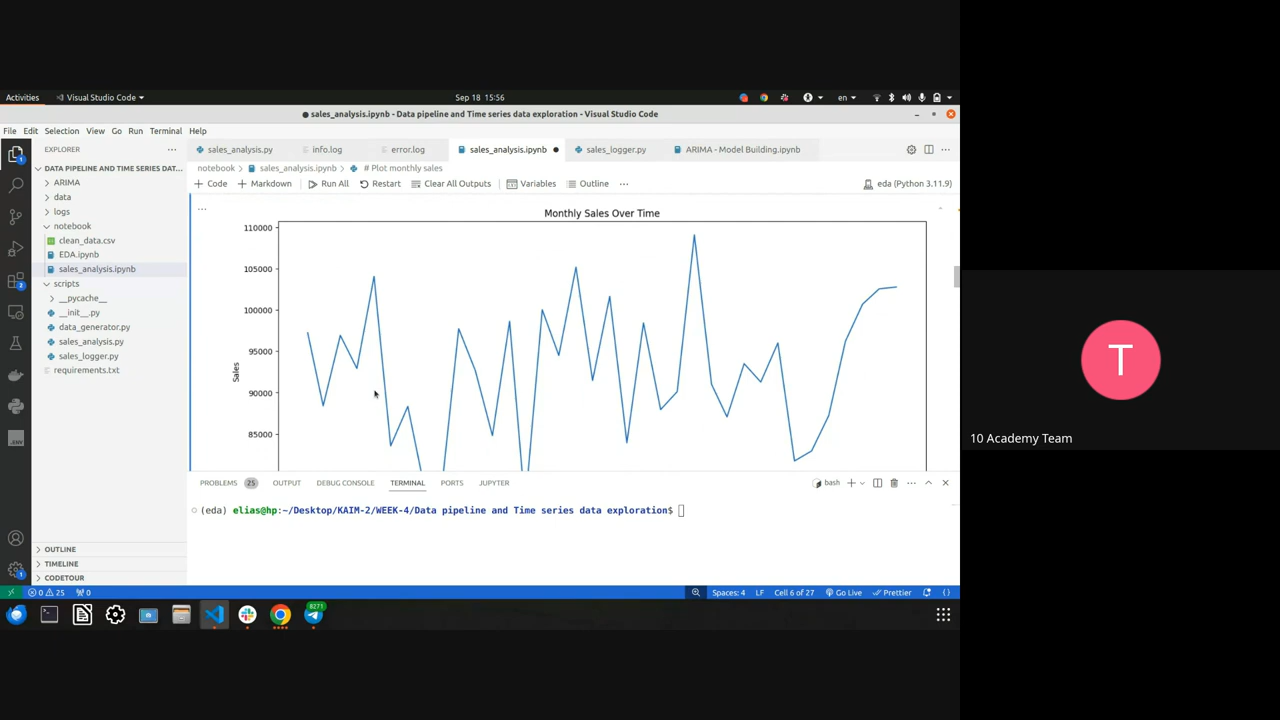 Activities
Visual Studio Code
Sep 18 15:56
en
sales_analysis.ipynb - Data pipeline and Time series data exploration - Visual Studio Code
File Edit Selection View Go Run Terminal Help
EXPLORER
sales_analysis.py info.log error.log sales_analysis.ipynb sales_logger.py ARIMA - Model Building.ipynb
DATA PIPELINE AND TIME SERIES DAT...
notebook > sales_analysis.ipynb > # Plot monthly sales
+ Code + Markdown Run All Restart Clear All Outputs Variables Outline ... eda (Python 3.11.9)
ARIMA
data
logs
notebook
clean_data.csv
EDA.ipynb
sales_analysis.ipynb
scripts
__pycache__
__init__.py
data_generator.py
sales_analysis.py
sales_logger.py
requirements.txt
Monthly Sales Over Time
110000
105000
100000
95000
90000
85000
Sales
PROBLEMS 25 OUTPUT DEBUG CONSOLE TERMINAL PORTS JUPYTER
bash
(eda) elias@hp:~/Desktop/KAIM-2/WEEK-4/Data pipeline and Time series data exploration$
OUTLINE
TIMELINE
CODETOUR
0 25 0
Spaces: 4 LF Cell 6 of 27 Go Live Prettier
8271
T
10 Academy Team